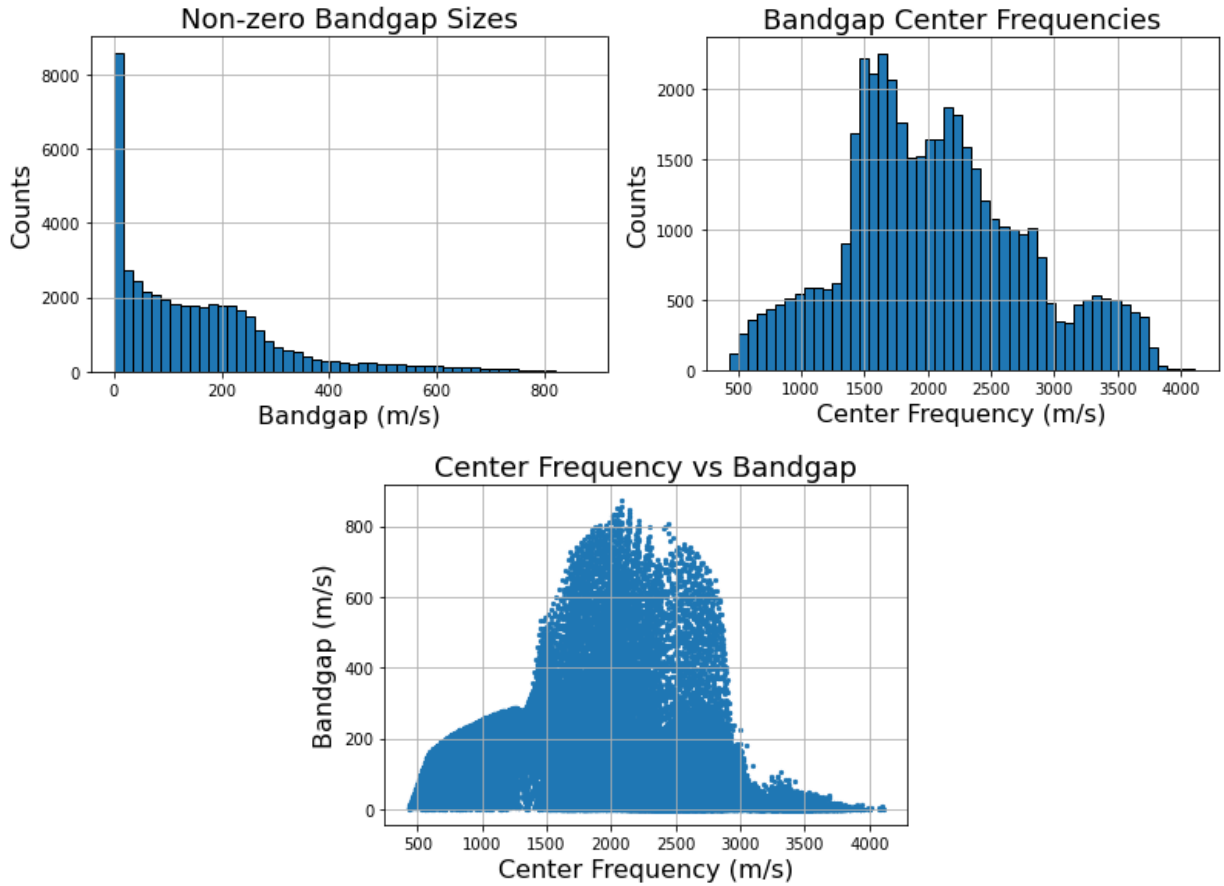 Non-zero Bandgap Sizes
8000
6000
4000
2000
0
Counts
0 200 400 600 800
Bandgap (m/s)
Bandgap Center Frequencies
2000
1500
1000
500
0
Counts
500 1000 1500 2000 2500 3000 3500 4000
Center Frequency (m/s)
Center Frequency vs Bandgap
800
600
400
200
0
Bandgap (m/s)
500 1000 1500 2000 2500 3000 3500 4000
Center Frequency (m/s)